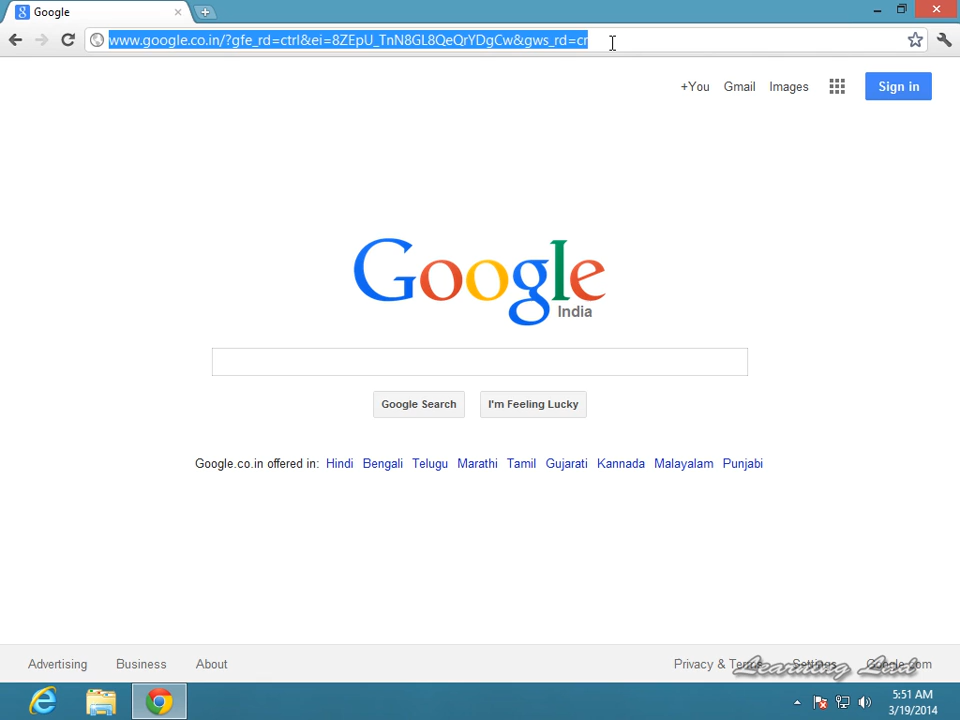 Google
www.google.co.in/?gfe_rd=ctrl&ei=8ZEpU_TnN8GL8QeQrYDgCw&gws_rd=cr
+You Gmail Images Sign in
Google
India
Google Search I'm Feeling Lucky
Google.co.in offered in: Hindi Bengali Telugu Marathi Tamil Gujarati Kannada Malayalam Punjabi
Advertising Business About Privacy & Terms Settings Google.com
Learning Lad
5:51 AM
3/19/2014